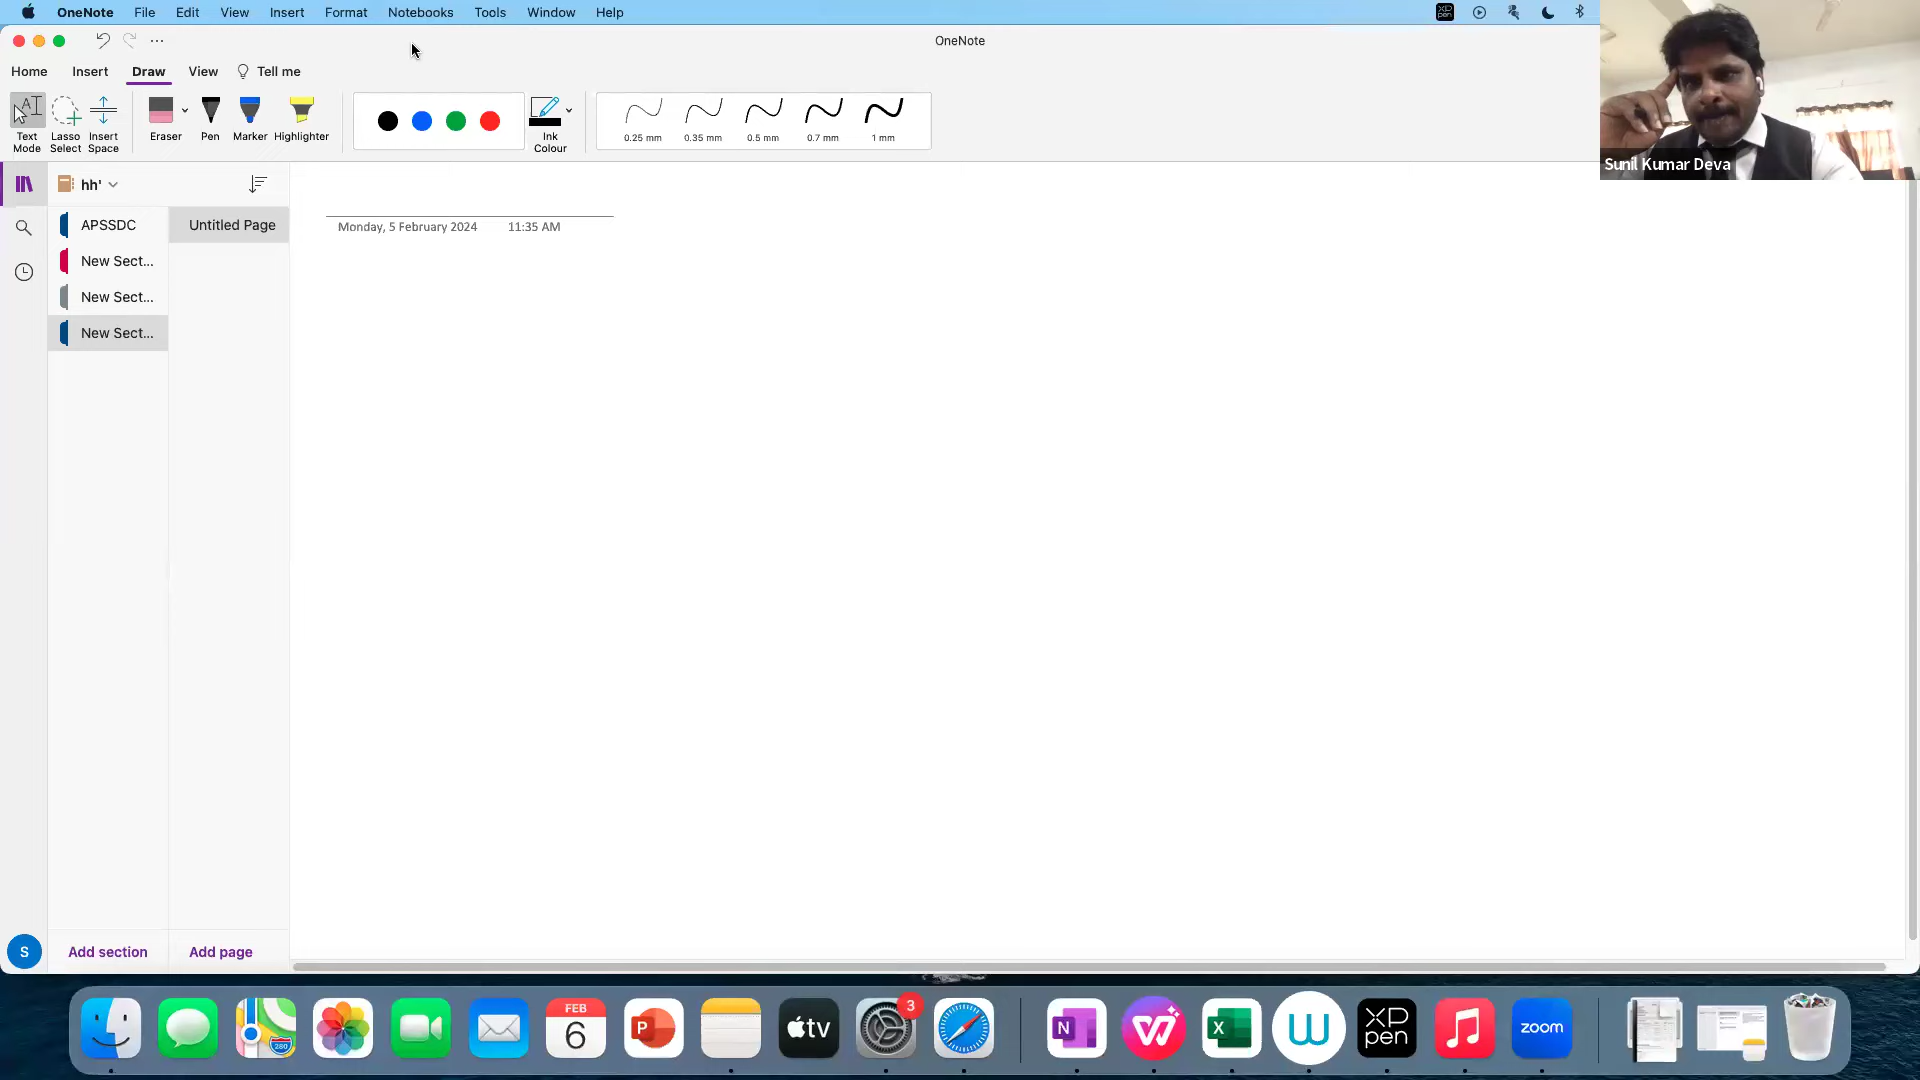 OneNote File Edit View Insert Format Notebooks Tools Window Help
OneNote
Home Insert Draw View Tell me
Text Mode
Lasso Select
Insert Space
Eraser
Pen
Marker
Highlighter
Ink Colour
0.25 mm
0.35 mm
0.5 mm
0.7 mm
1 mm
Sunil Kumar Deva
hh'
APSSDC
New Sect...
New Sect...
New Sect...
Untitled Page
Monday, 5 February 2024 11:35 AM
S
Add section
Add page
280
FEB
6
P
tv
3
N
W
X
W
XP
pen
zoom